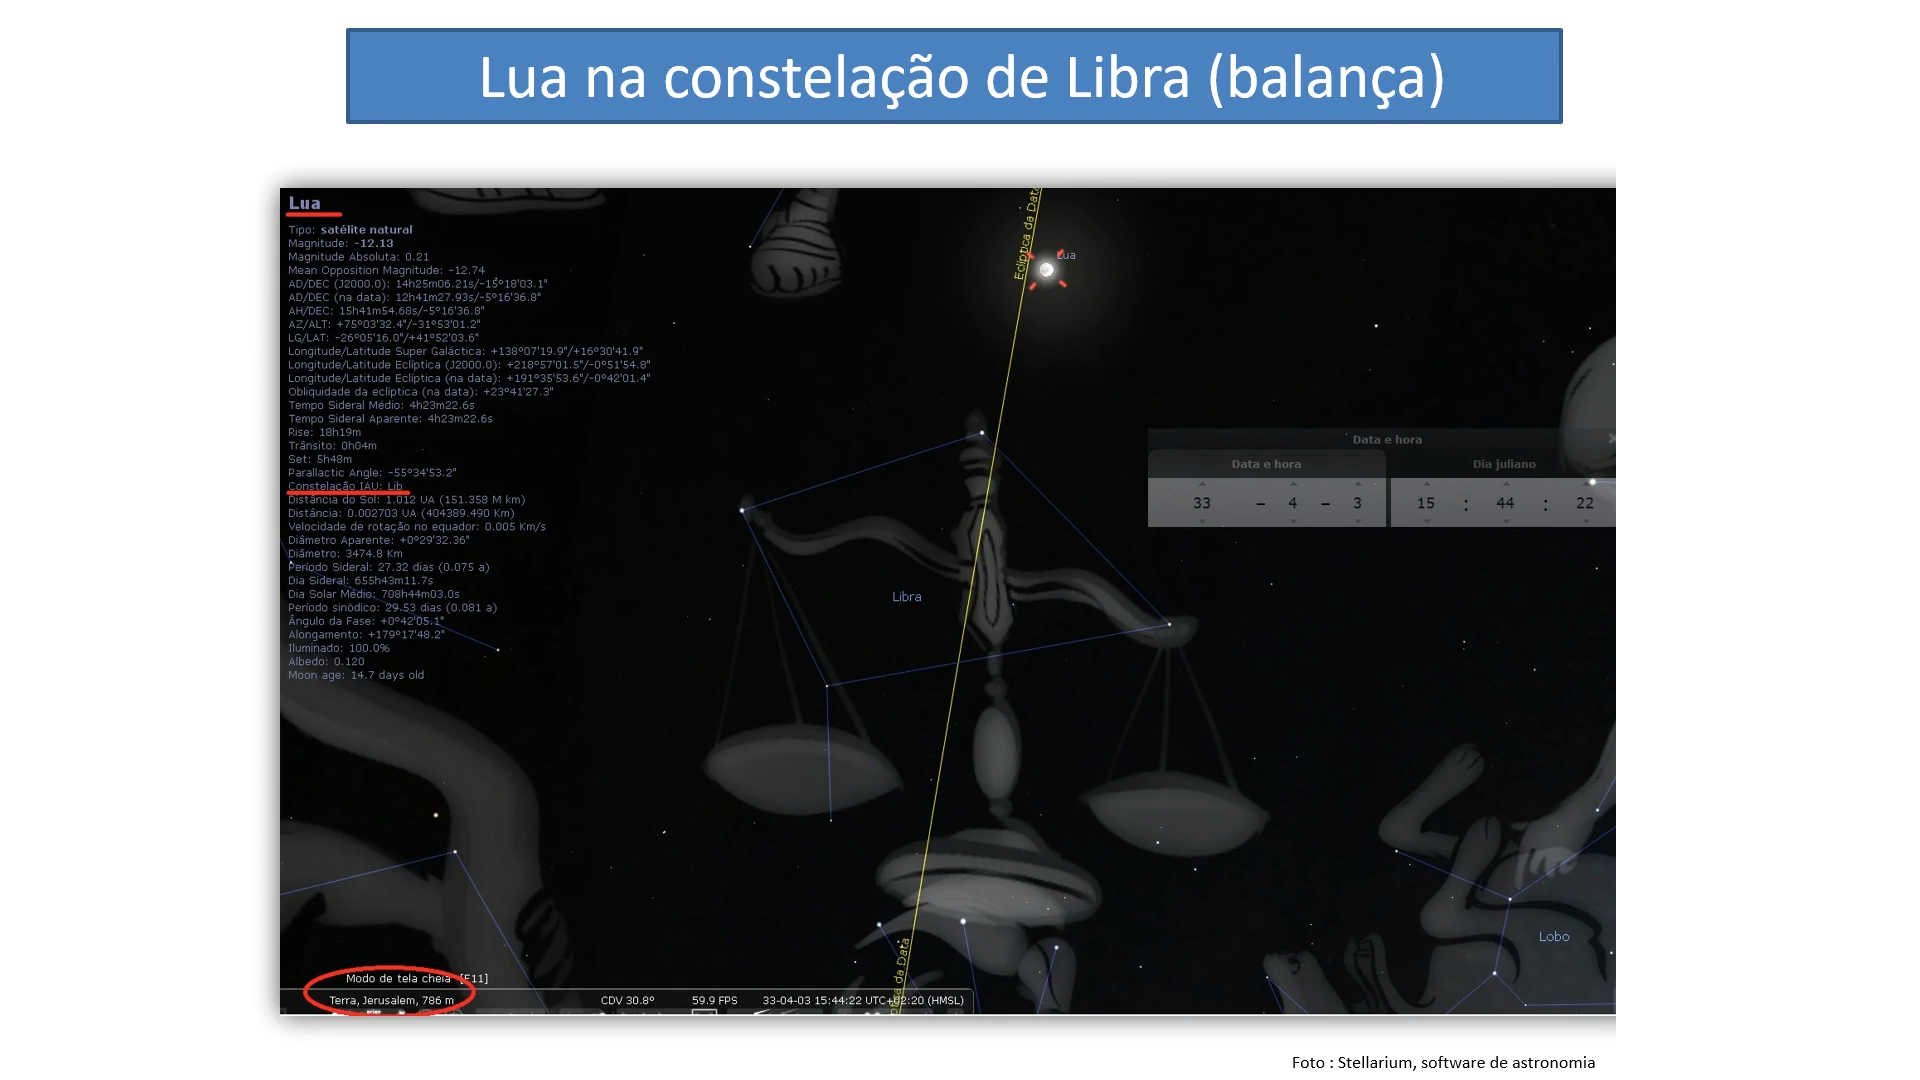 Lua na constelação de Libra (balança)
Lua
Tipo: satélite natural
Magnitude: -12.13
Magnitude Absoluta: 0.21
Mean Opposition Magnitude: -12.74
AD/DEC (J2000.0): 14h25m06.21s/-15°18'03.1"
AD/DEC (na data): 12h41m27.93s/-5°16'36.8"
AH/DEC: 15h41m54.68s/-5°16'36.8"
AZ/ALT: +75°03'32.4"/-31°53'01.2"
LG/LAT: -26°05'16.0"/+41°52'03.6"
Longitude/Latitude Super Galáctica: +138°07'19.9"/+16°30'41.9"
Longitude/Latitude Eclíptica (J2000.0): +218°57'01.5"/-0°51'54.8"
Longitude/Latitude Eclíptica (na data): +191°35'53.6"/-0°42'01.4"
Obliquidade da eclíptica (na data): +23°41'27.3"
Tempo Sideral Médio: 4h23m22.6s
Tempo Sideral Aparente: 4h23m22.6s
Rise: 18h19m
Trânsito: 0h04m
Set: 5h48m
Parallactic Angle: -55°34'53.2"
Constelação IAU: Lib
Distância do Sol: 1.012 UA (151.358 M km)
Distância: 0.002703 UA (404389.490 Km)
Velocidade de rotação no equador: 0.005 Km/s
Diâmetro Aparente: +0°29'32.36"
Diâmetro: 3474.8 Km
Período Sideral: 27.32 dias (0.075 a)
Dia Sideral: 655h43m11.7s
Dia Solar Médio: 708h44m03.0s
Período sinódico: 29.53 dias (0.081 a)
Ângulo da Fase: +0°42'05.1"
Alongamento: +179°17'48.2"
Iluminado: 100.0%
Albedo: 0.120
Moon age: 14.7 days old
Eclíptica da Data
Lua
Data e hora
Data e hora
Dia juliano
33 - 4 - 3
15 : 44 : 22
Libra
Lobo
da Data
Modo de tela cheia [F11]
Terra, Jerusalem, 786 m
CDV 30.8°
59.9 FPS
33-04-03 15:44:22 UTC+02:20 (HMSL)
Foto : Stellarium, software de astronomia